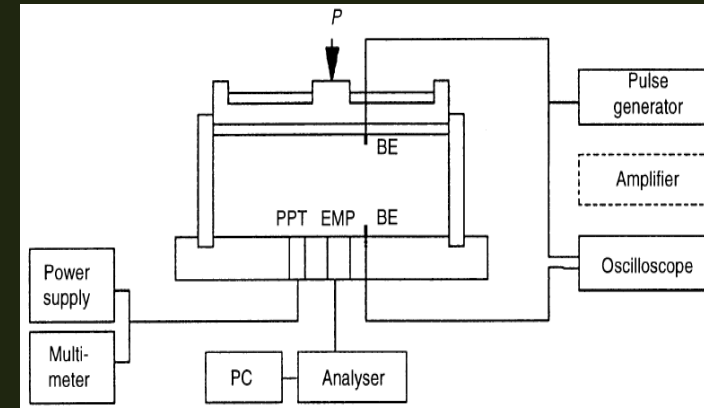 P
Pulse
generator
BE
Amplifier
PPT EMP BE
Oscilloscope
Power
supply
Multi-
meter
PC
Analyser